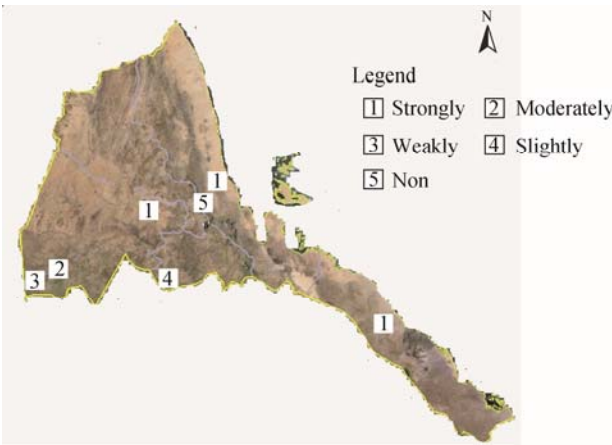 N
Legend
1 Strongly 2 Moderately
3 Weakly 4 Slightly
5 Non
1
1 5
3 2 4
1